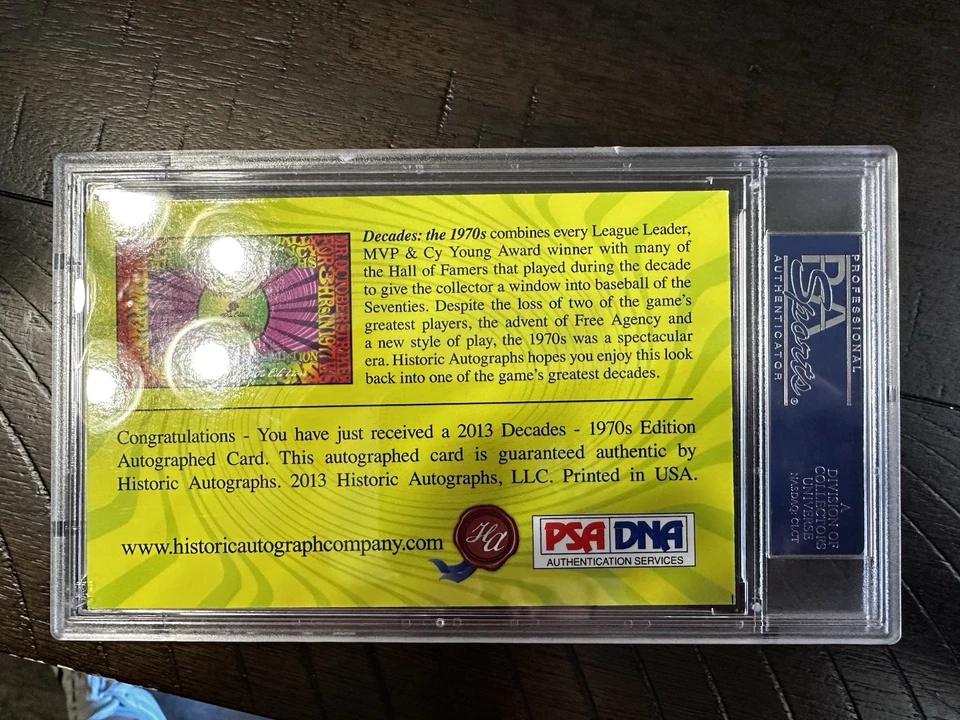 Decades: the 1970s combines every League Leader,
MVP & Cy Young Award winner with many of
the Hall of Famers that played during the decade
to give the collector a window into baseball of the
Seventies. Despite the loss of two of the game's
greatest players, the advent of Free Agency and
a new style of play, the 1970s was a spectacular
era. Historic Autographs hopes you enjoy this look
back into one of the game's greatest decades.
Congratulations - You have just received a 2013 Decades - 1970s Edition
Autographed Card. This autographed card is guaranteed authentic by
Historic Autographs. 2013 Historic Autographs, LLC. Printed in USA.
www.historicautographcompany.com
Ha
PSA DNA
AUTHENTICATION SERVICES
PROFESSIONAL
PSA
Sports®
AUTHENTICATOR
A
DIVISION OF
COLLECTORS
UNIVERSE
NASDAQ: CLCT